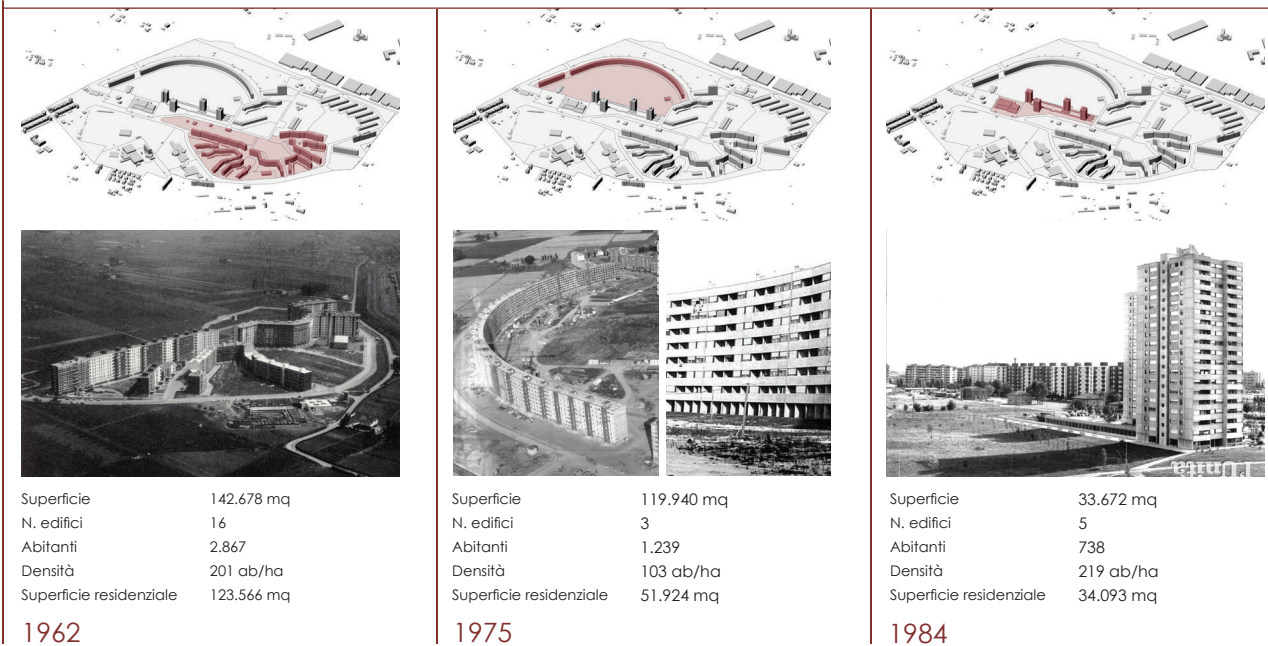 Superficie 142.678 mq
N. edifici 16
Abitanti 2.867
Densità 201 ab/ha
Superficie residenziale 123.566 mq
1962
Superficie 119.940 mq
N. edifici 3
Abitanti 1.239
Densità 103 ab/ha
Superficie residenziale 51.924 mq
1975
l'Unità
Superficie 33.672 mq
N. edifici 5
Abitanti 738
Densità 219 ab/ha
Superficie residenziale 34.093 mq
1984